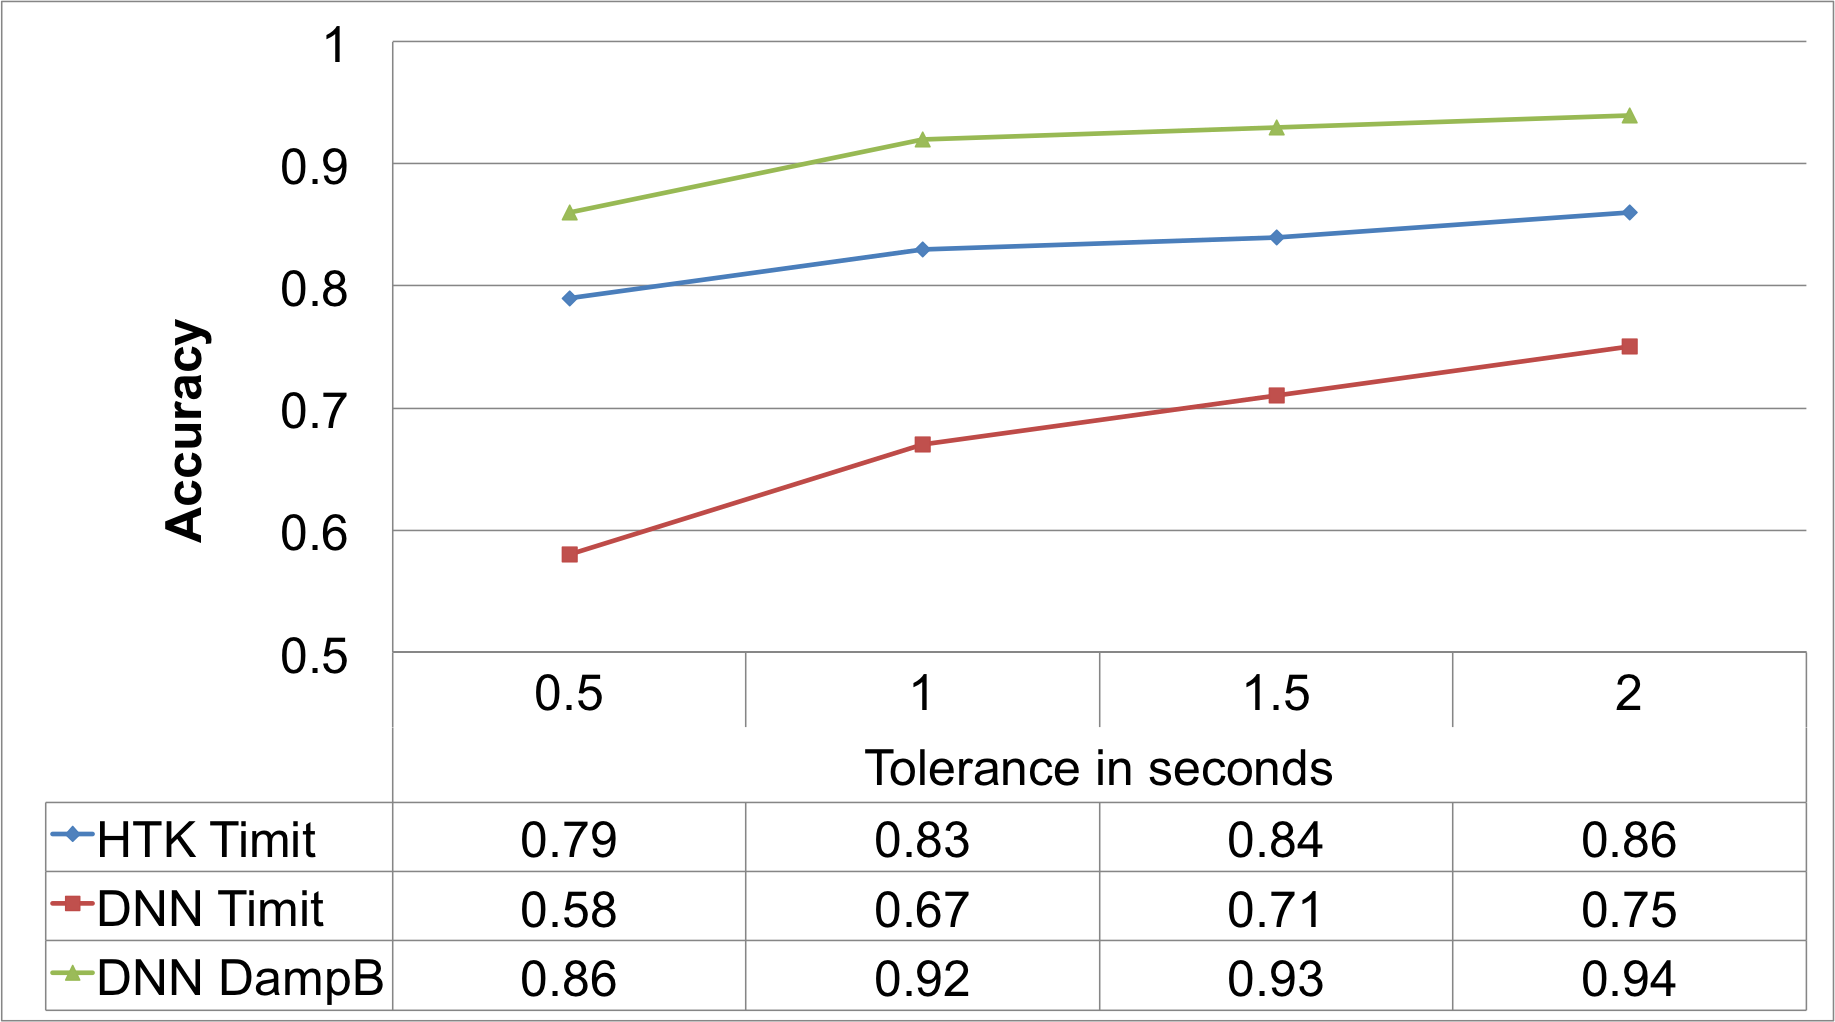 1
0.9
0.8
0.7
0.6
0.5
Accuracy
0.5 1 1.5 2
Tolerance in seconds
HTK Timit 0.79 0.83 0.84 0.86
DNN Timit 0.58 0.67 0.71 0.75
DNN DampB 0.86 0.92 0.93 0.94